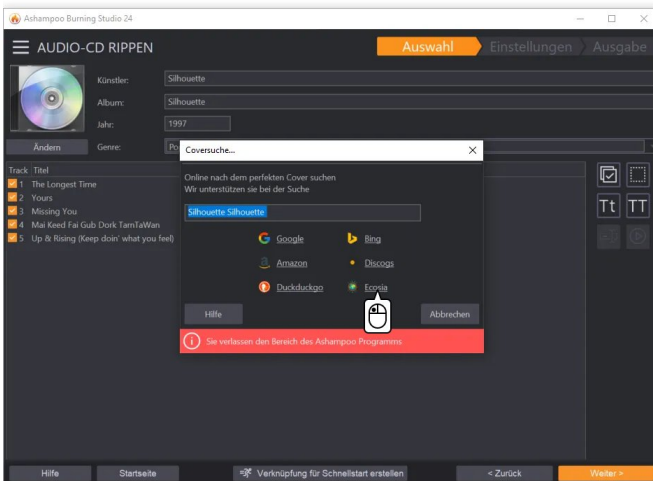 Ashampoo Burning Studio 24
AUDIO-CD RIPPEN
Auswahl
Einstellungen
Ausgabe
Künstler:
Silhouette
Album:
Silhouette
Jahr:
1997
Ändern
Genre:
Po
Track Titel
1 The Longest Time
2 Yours
3 Missing You
4 Mai Keed Fai Gub Dork TarnTaWan
5 Up & Rising (Keep doin' what you feel)
Coversuche...
Online nach dem perfekten Cover suchen
Wir unterstützen sie bei der Suche
Silhouette Silhouette
Google
Bing
Amazon
Discogs
Duckduckgo
Ecosia
Hilfe
Abbrechen
Sie verlassen den Bereich des Ashampoo Programms
Tt
TT
Hilfe
Startseite
Verknüpfung für Schnellstart erstellen
< Zurück
Weiter >